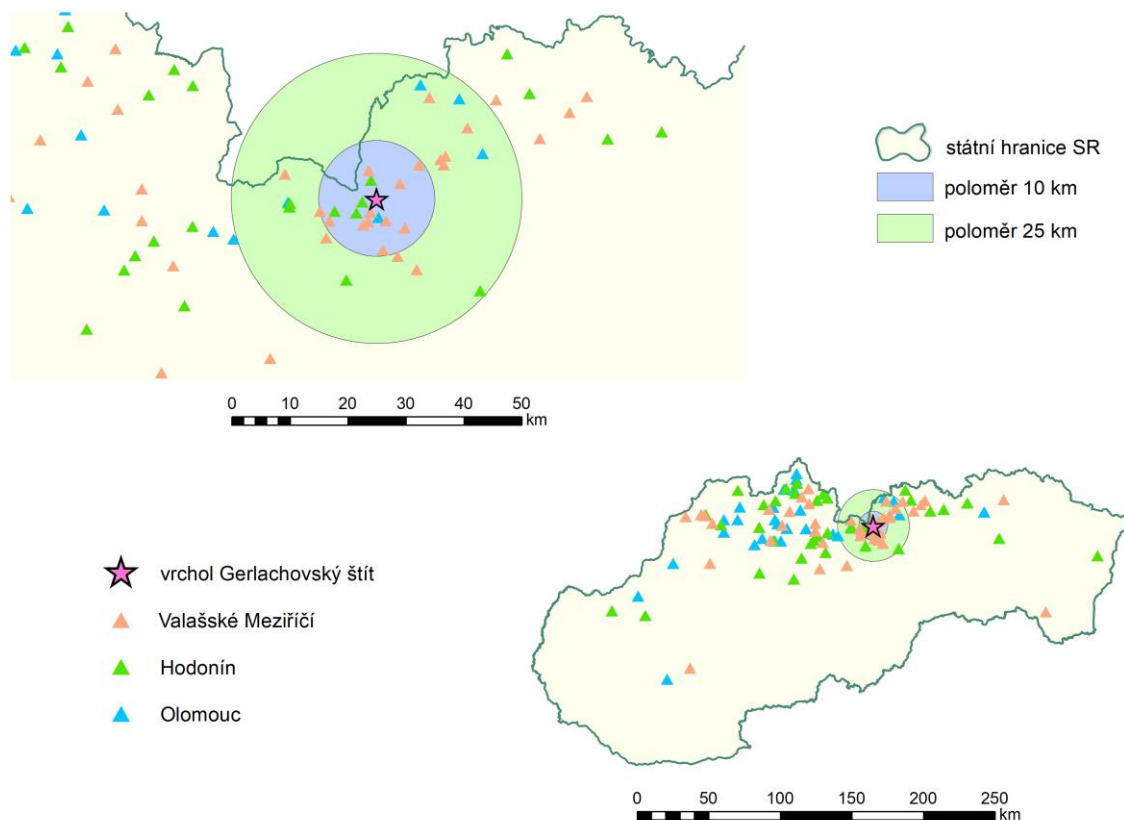 státní hranice SR
poloměr 10 km
poloměr 25 km
0 10 20 30 40 50
km
vrchol Gerlachovský štít
Valašské Meziříčí
Hodonín
Olomouc
0 50 100 150 200 250
km